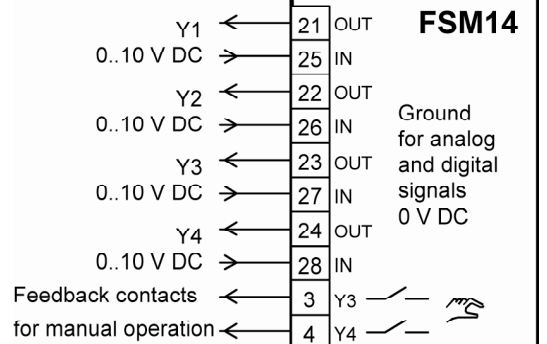 Y1 21 OUT FSM14
0..10 V DC 25 IN
Y2 22 OUT
0..10 V DC 26 IN
Ground
for analog
and digital
signals
0 V DC
Y3 23 OUT
0..10 V DC 27 IN
Y4 24 OUT
0..10 V DC 28 IN
Feedback contacts 3 Y3
for manual operation 4 Y4